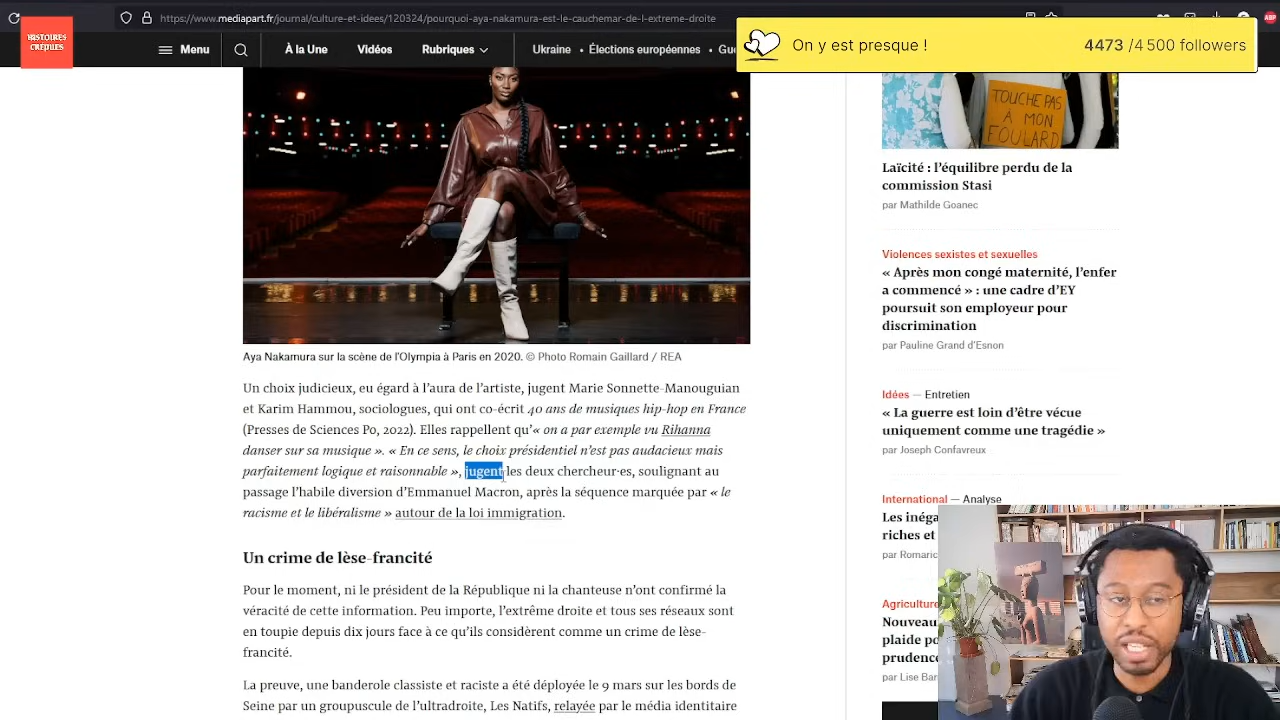 https://www.mediapart.fr/journal/culture-et-idees/120324/pourquoi-aya-nakamura-est-le-cauchemar-de-l-extreme-droite
ABP
HISTOIRES
CRÉPUES
Menu
À la Une
Vidéos
Rubriques
Ukraine
Élections européennes
On y est presque !
4473 /4 500 followers
Aya Nakamura sur la scène de l'Olympia à Paris en 2020. © Photo Romain Gaillard / REA
Un choix judicieux, eu égard à l'aura de l'artiste, jugent Marie Sonnette-Manouguian
et Karim Hammou, sociologues, qui ont co-écrit 40 ans de musiques hip-hop en France
(Presses de Sciences Po, 2022). Elles rappellent qu'« on a par exemple vu Rihanna
danser sur sa musique ». « En ce sens, le choix présidentiel n'est pas audacieux mais
parfaitement logique et raisonnable », jugent les deux chercheur·es, soulignant au
passage l'habile diversion d'Emmanuel Macron, après la séquence marquée par « le
racisme et le libéralisme » autour de la loi immigration.
Un crime de lèse-francité
Pour le moment, ni le président de la République ni la chanteuse n'ont confirmé la
véracité de cette information. Peu importe, l'extrême droite et tous ses réseaux sont
en toupie depuis dix jours face à ce qu'ils considèrent comme un crime de lèse-
francité.
La preuve, une banderole classiste et raciste a été déployée le 9 mars sur les bords de
Seine par un groupuscule de l'ultradroite, Les Natifs, relayée par le média identitaire
TOUCHE PAS
À MON
FOULARD
Laïcité : l'équilibre perdu de la
commission Stasi
par Mathilde Goanec
Violences sexistes et sexuelles
« Après mon congé maternité, l'enfer
a commencé » : une cadre d'EY
poursuit son employeur pour
discrimination
par Pauline Grand d'Esnon
Idées — Entretien
« La guerre est loin d'être vécue
uniquement comme une tragédie »
par Joseph Confavreux
International — Analyse
Les inéga
riches et
par Romaric
Agriculture
Nouveau
plaide po
prudence
par Lise Bar